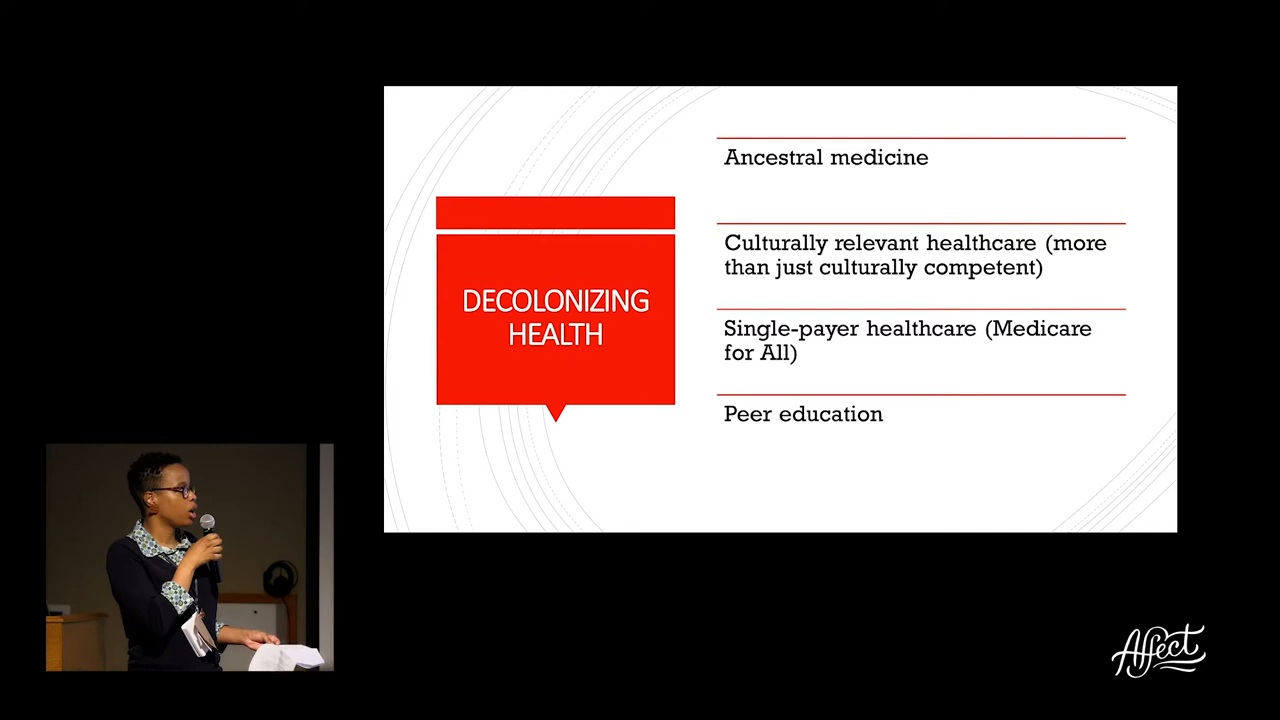 DECOLONIZING
HEALTH
Ancestral medicine
Culturally relevant healthcare (more
than just culturally competent)
Single-payer healthcare (Medicare
for All)
Peer education
Affect